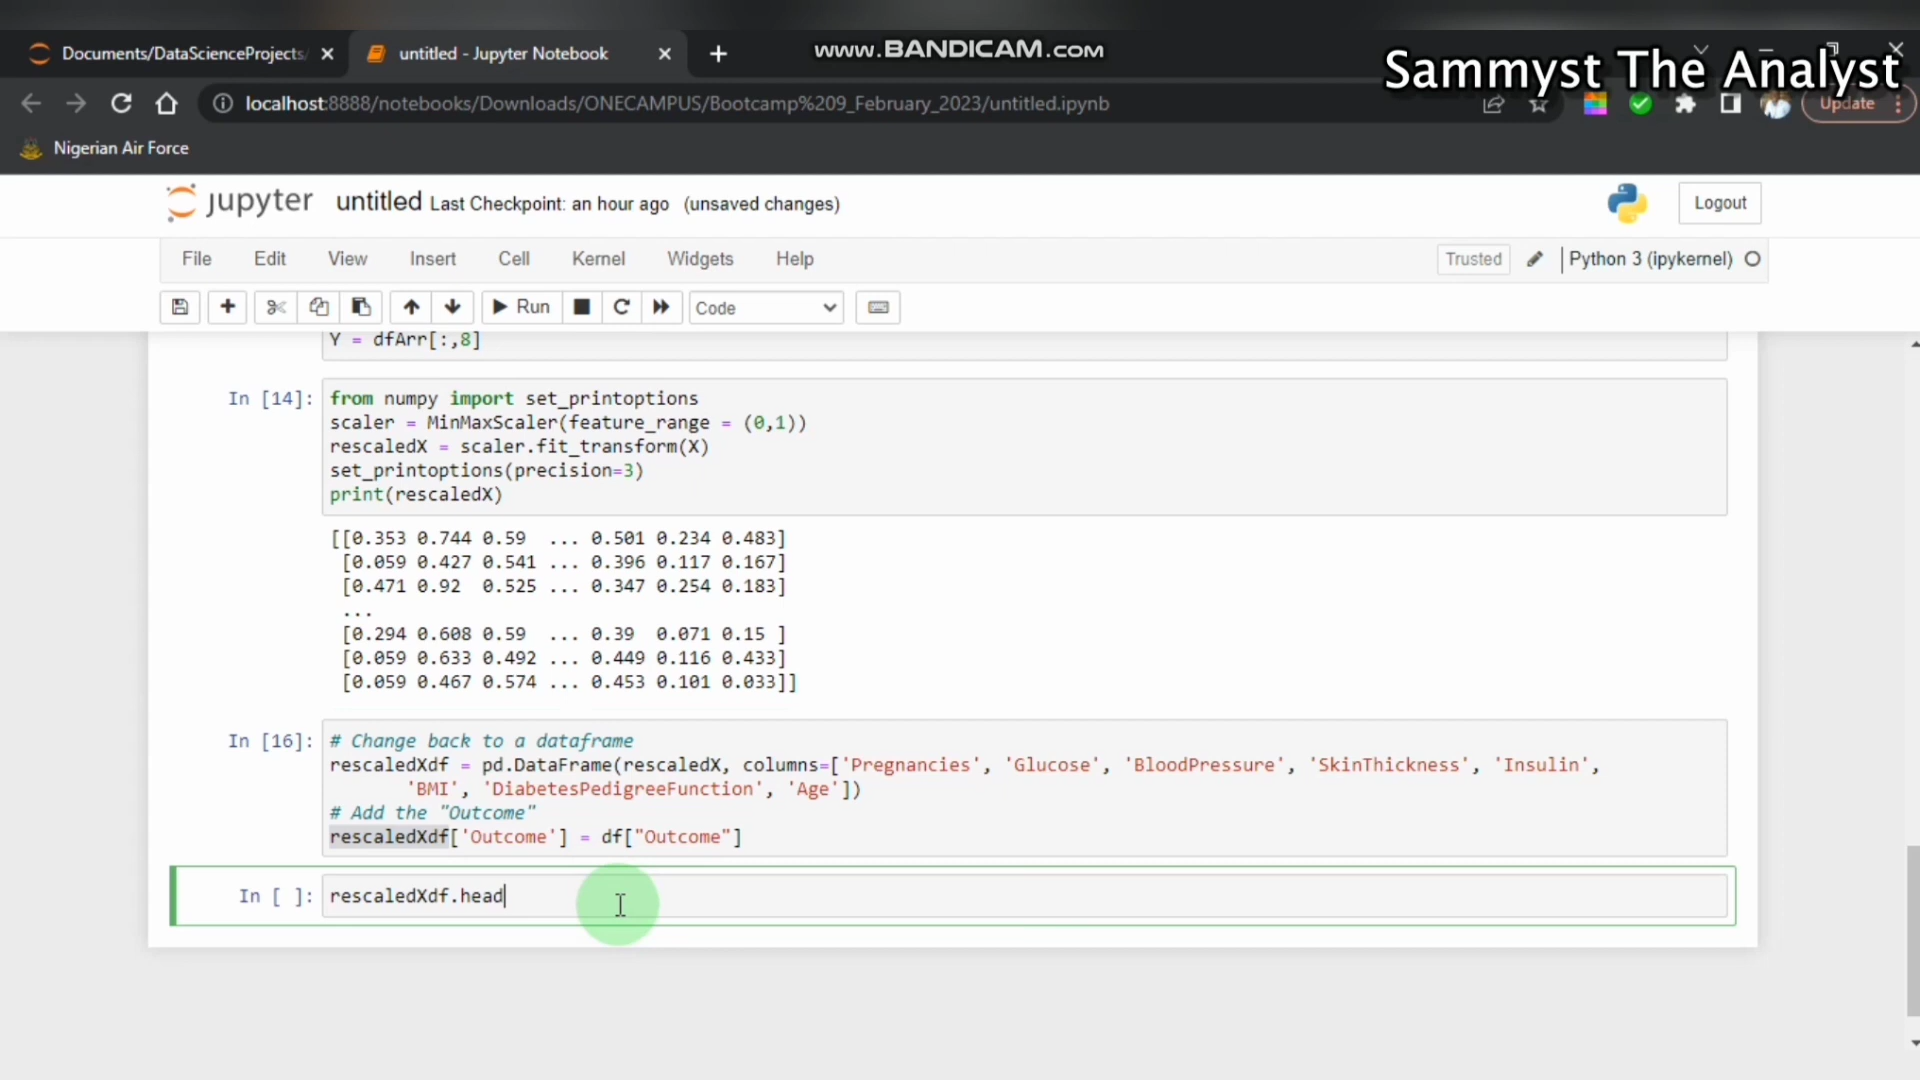 Documents/DataScienceProjects/
untitled - Jupyter Notebook
www.BANDICAM.com
Sammyst The Analyst
localhost:8888/notebooks/Downloads/ONECAMPUS/Bootcamp%209_February_2023/untitled.ipynb
Update
Nigerian Air Force
jupyter untitled Last Checkpoint: an hour ago (unsaved changes)
Logout
File Edit View Insert Cell Kernel Widgets Help
Trusted
Python 3 (ipykernel)
Run
Code
Y = dfArr[:,8]
In [14]:
from numpy import set_printoptions
scaler = MinMaxScaler(feature_range = (0,1))
rescaledX = scaler.fit_transform(X)
set_printoptions(precision=3)
print(rescaledX)
[[0.353 0.744 0.59  ... 0.501 0.234 0.483]
 [0.059 0.427 0.541 ... 0.396 0.117 0.167]
 [0.471 0.92  0.525 ... 0.347 0.254 0.183]
 ...
 [0.294 0.608 0.59  ... 0.39  0.071 0.15 ]
 [0.059 0.633 0.492 ... 0.449 0.116 0.433]
 [0.059 0.467 0.574 ... 0.453 0.101 0.033]]
In [16]:
# Change back to a dataframe
rescaledXdf = pd.DataFrame(rescaledX, columns=['Pregnancies', 'Glucose', 'BloodPressure', 'SkinThickness', 'Insulin',
'BMI', 'DiabetesPedigreeFunction', 'Age'])
# Add the "Outcome"
rescaledXdf['Outcome'] = df["Outcome"]
In [ ]:
rescaledXdf.head